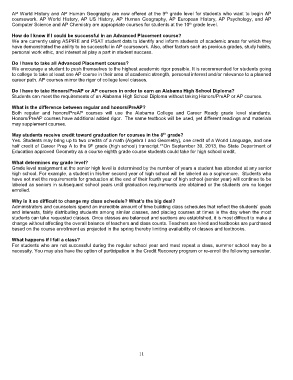 AP World History and AP Human Geography are now offered at the 9th grade level for students who want to begin AP
coursework. AP World History, AP US History, AP Human Geography, AP European History, AP Psychology, and AP
Computer Science and AP Chemistry are appropriate courses for students at the 10th grade level.
How do I know if I could be successful in an Advanced Placement course?
We are currently using ASPIRE and PSAT student data to identify and inform students of academic areas for which they
have demonstrated the ability to be successful in AP coursework. Also, other factors such as previous grades, study habits,
personal work ethic, and interest all play a part in student success.
Do I have to take all Advanced Placement courses?
We encourage a student to push themselves to the highest academic rigor possible. It is recommended for students going
to college to take at least one AP course in their area of academic strength, personal interest and/or relevance to a planned
career path. AP courses mirror the rigor of college level classes.
Do I have to take Honors/PreAP or AP courses in order to earn an Alabama High School Diploma?
Students can meet the requirements of an Alabama High School Diploma without taking Honors/PreAP or AP courses.
What is the difference between regular and honors/PreAP?
Both regular and honors/PreAP courses will use the Alabama College and Career Ready grade level standards.
Honors/PreAP courses have additional added rigor. The same textbook will be used, yet different readings and materials
may supplement courses.
May students receive credit toward graduation for courses in the 8th grade?
Yes. Students may bring up to two credits of a math (Algebra I and Geometry), one credit of a World Language, and one
half credit of Career Prep A to the 9th grade (high school) transcript. **On September 30, 2013, the State Department of
Education approved Geometry as a course eighth grade course students could take for high school credit.
What determines my grade level?
Grade level assignment at the senior high level is determined by the number of years a student has attended at any senior
high school. For example, a student in his/her second year of high school will be labeled as a sophomore. Students who
have not met the requirements for graduation at the end of their fourth year of high school (senior year) will continue to be
labeled as seniors in subsequent school years until graduation requirements are obtained or the students are no longer
enrolled.
Why is it so difficult to change my class schedule? What's the big deal?
Administrators and counselors spend an incredible amount of time building class schedules that reflect the students' goals
and interests, fairly distributing students among similar classes, and placing courses at times in the day when the most
students can take requested classes. Once classes are balanced and sections are established, it is most difficult to make a
change without affecting the overall formation of teachers and class counts. Teachers are hired and textbooks are purchased
based on the course enrollment as projected in the spring thereby limiting availability of classes and textbooks.
What happens if I fail a class?
For students who are not successful during the regular school year and must repeat a class, summer school may be a
necessity. You may also have the option of participating in the Credit Recovery program or re-enroll the following semester.
11